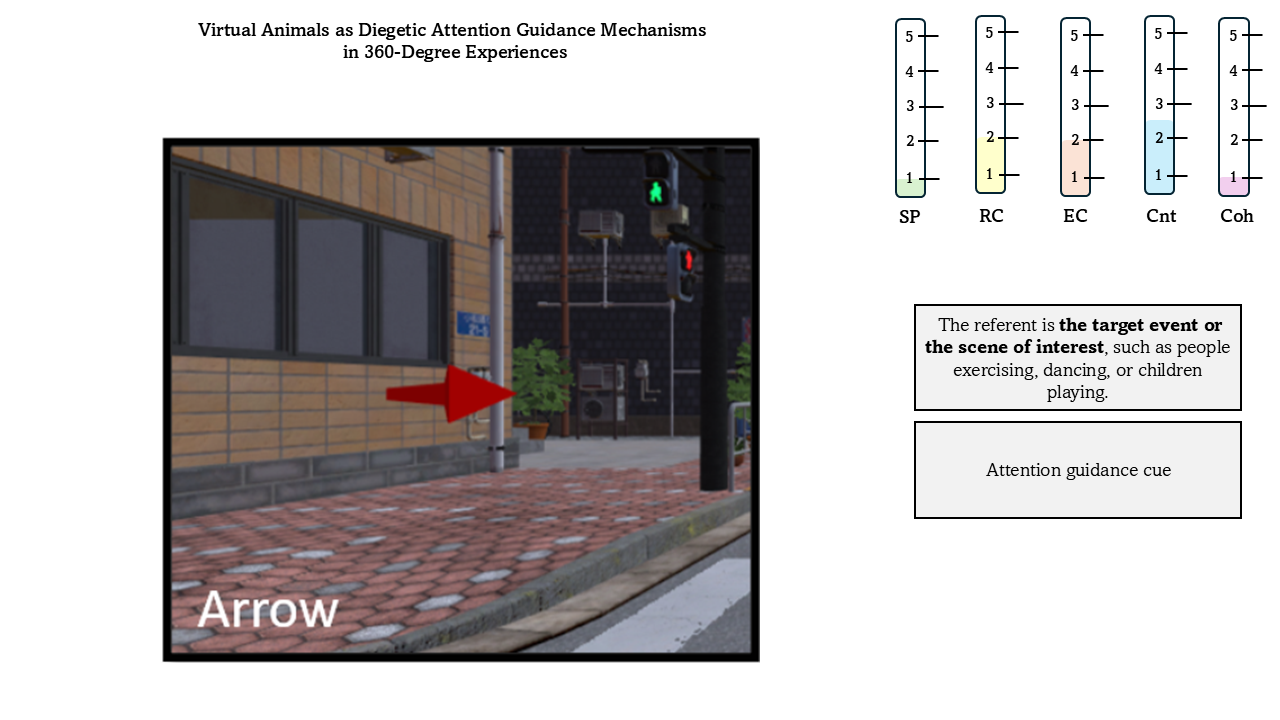 Virtual Animals as Diegetic Attention Guidance Mechanisms
in 360-Degree Experiences
5 5 5 5 5
4 4 4 4 4
3 3 3 3 3
2 2 2 2 2
1 1 1 1 1
SP RC EC Cnt Coh
The referent is the target event or
the scene of interest, such as people
exercising, dancing, or children
playing.
Attention guidance cue
Arrow